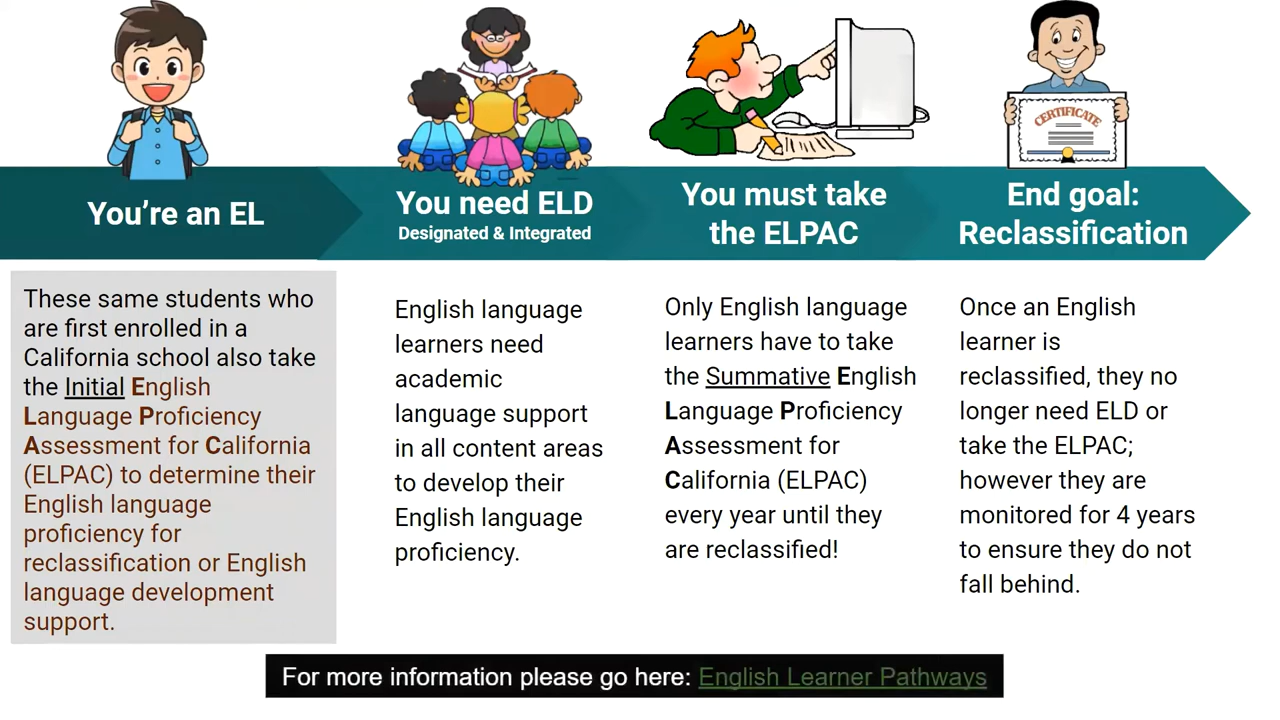 CERTIFICATE
You're an EL
You need ELD
Designated & Integrated
You must take
the ELPAC
End goal:
Reclassification
These same students who
are first enrolled in a
California school also take
the Initial English
Language Proficiency
Assessment for California
(ELPAC) to determine their
English language
proficiency for
reclassification or English
language development
support.
English language
learners need
academic
language support
in all content areas
to develop their
English language
proficiency.
Only English language
learners have to take
the Summative English
Language Proficiency
Assessment for
California (ELPAC)
every year until they
are reclassified!
Once an English
learner is
reclassified, they no
longer need ELD or
take the ELPAC;
however they are
monitored for 4 years
to ensure they do not
fall behind.
For more information please go here: English Learner Pathways